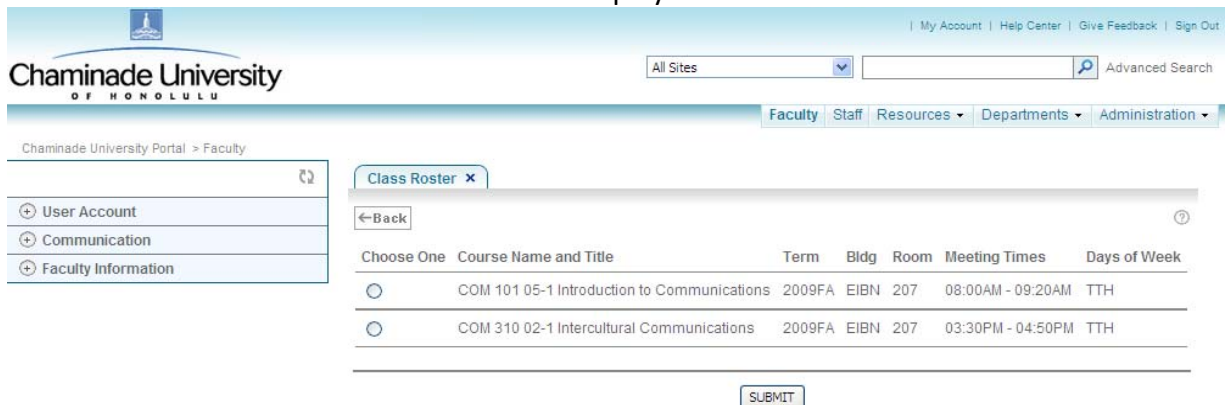 | My Account | Help Center | Give Feedback | Sign Out
Chaminade University
OF HONOLULU
All Sites
Advanced Search
Faculty Staff Resources Departments Administration
Chaminade University Portal > Faculty
Class Roster ×
User Account
Communication
Faculty Information
←Back
Choose One Course Name and Title Term Bldg Room Meeting Times Days of Week
COM 101 05-1 Introduction to Communications 2009FA EIBN 207 08:00AM - 09:20AM TTH
COM 310 02-1 Intercultural Communications 2009FA EIBN 207 03:30PM - 04:50PM TTH
SUBMIT